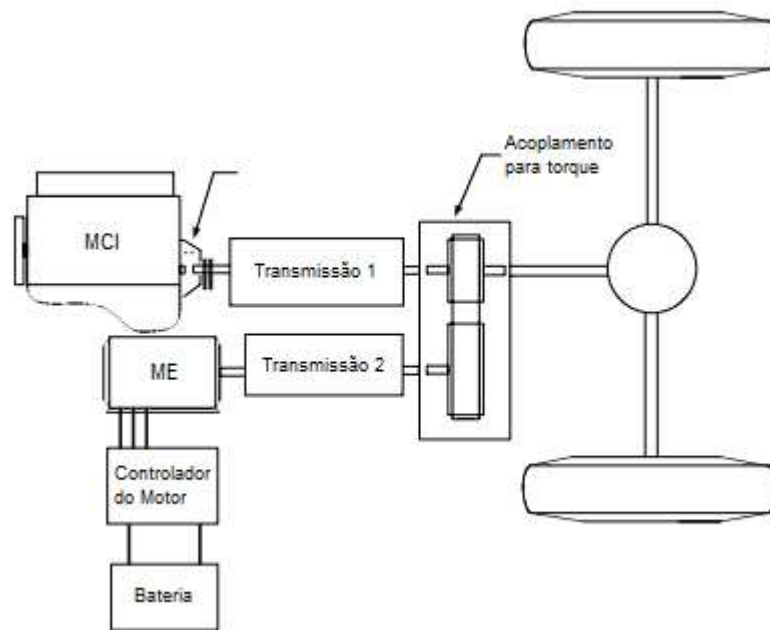 Acoplamento
para torque
MCI
Transmissão 1
ME
Transmissão 2
Controlador
do Motor
Bateria